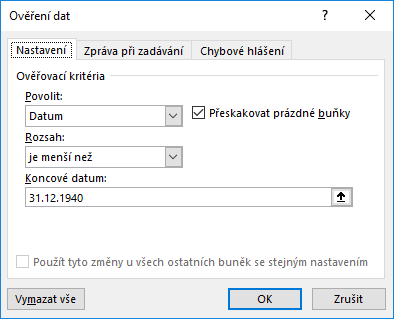 Ověření dat
?
Nastavení
Zpráva při zadávání
Chybové hlášení
Ověřovací kritéria
Povolit:
Datum
Přeskakovat prázdné buňky
Rozsah:
je menší než
Koncové datum:
31.12.1940
Použít tyto změny u všech ostatních buněk se stejným nastavením
Vymazat vše
OK
Zrušit